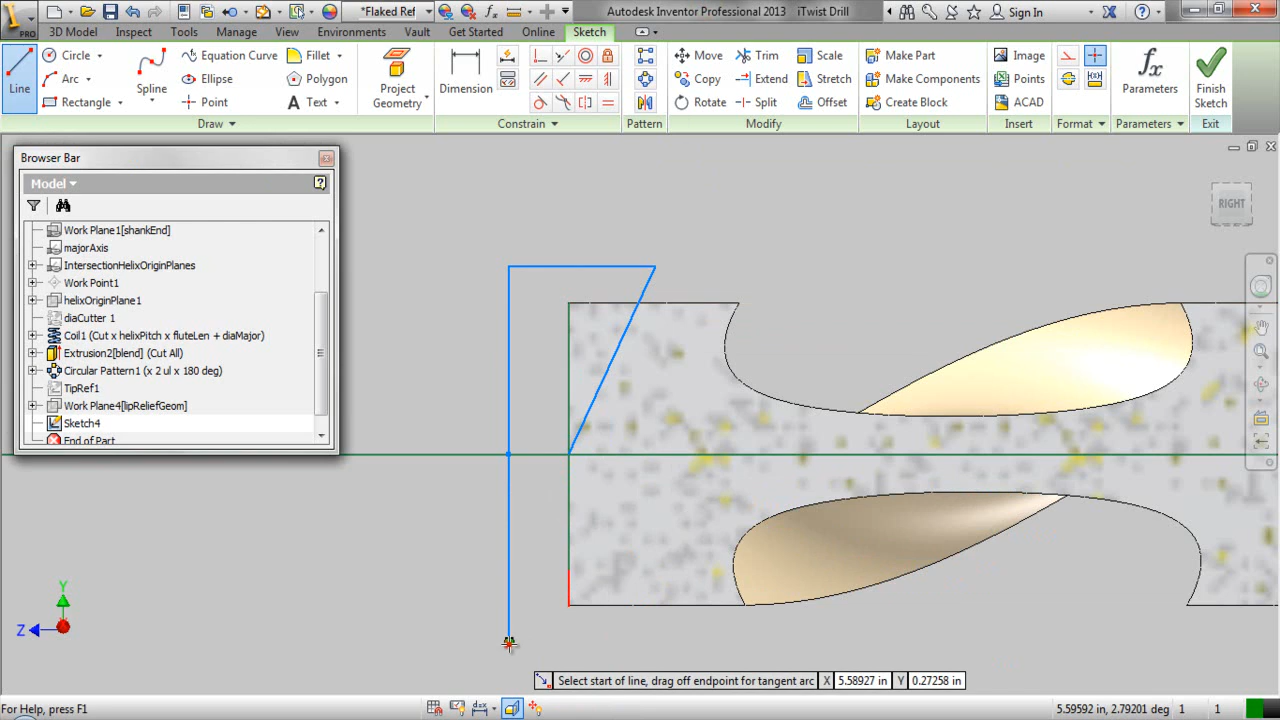 *Flaked Ref
Autodesk Inventor Professional 2013 iTwist Drill
Sign In
PRO
3D Model Inspect Tools Manage View Environments Vault Get Started Online Sketch
Line
Circle
Arc
Rectangle
Spline
Equation Curve
Ellipse
Point
Fillet
Polygon
Text
Project
Geometry
Dimension
Move
Copy
Rotate
Trim
Extend
Split
Scale
Stretch
Offset
Make Part
Make Components
Create Block
Image
Points
ACAD
Parameters
Finish
Sketch
Draw Constrain Pattern Modify Layout Insert Format Parameters Exit
Browser Bar
Model
Work Plane1[shankEnd]
majorAxis
IntersectionHelixOriginPlanes
Work Point1
helixOriginPlane1
diaCutter 1
Coil1 (Cut x helixPitch x fluteLen + diaMajor)
Extrusion2[blend] (Cut All)
Circular Pattern1 (x 2 ul x 180 deg)
TipRef1
Work Plane4[lipReliefGeom]
Sketch4
End of Part
RIGHT
Y
Z
Select start of line, drag off endpoint for tangent arc X 5.58927 in Y 0.27258 in
For Help, press F1
5.59592 in, 2.79201 deg 1 1